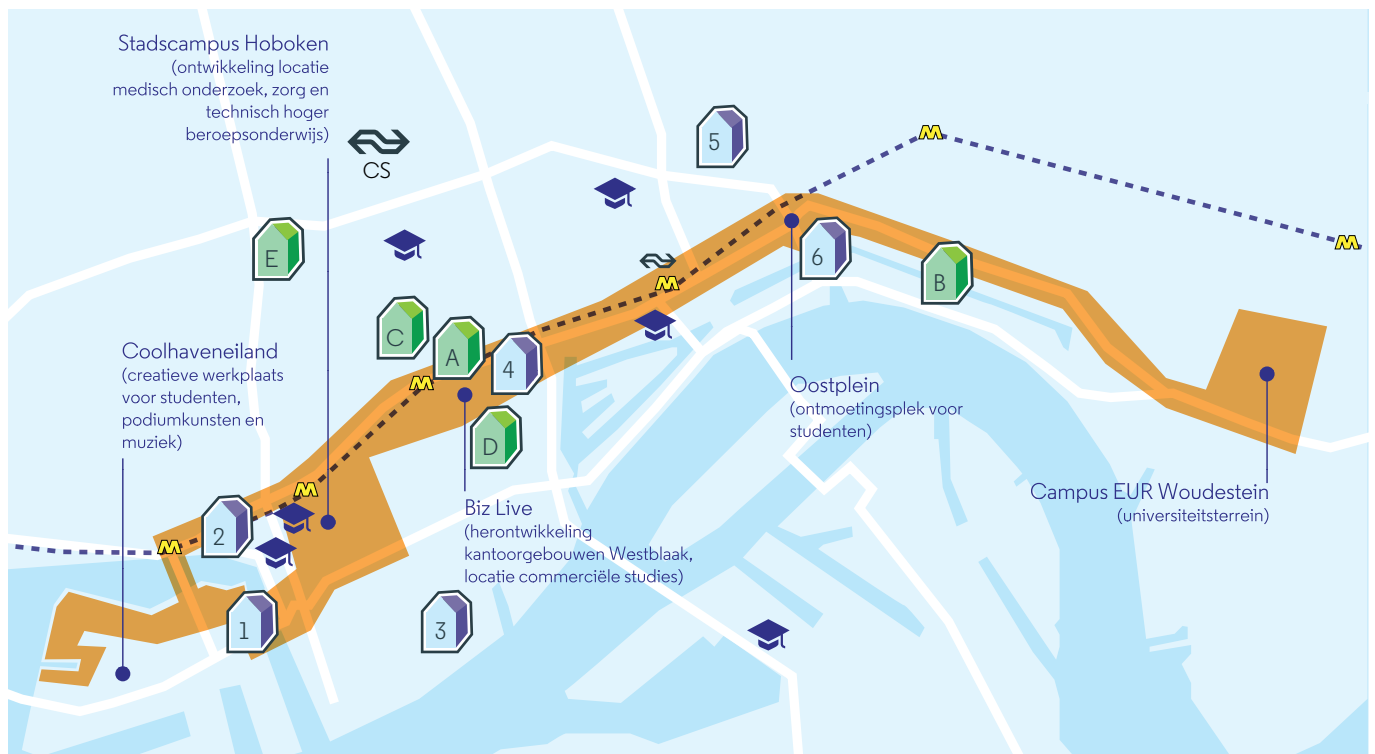 Stadscampus Hoboken
(ontwikkeling locatie
medisch onderzoek, zorg en
technisch hoger
beroepsonderwijs)
CS
5
E
6
B
C
A
4
Coolhaveneiland
(creatieve werkplaats
voor studenten,
podiumkunsten en
muziek)
Oostplein
(ontmoetingsplek voor
studenten)
D
Campus EUR Woudestein
(universiteitsterrein)
Biz Live
(herontwikkeling
kantoorgebouwen Westblaak,
locatie commerciële studies)
2
1
3
M
M
M
M
M
M